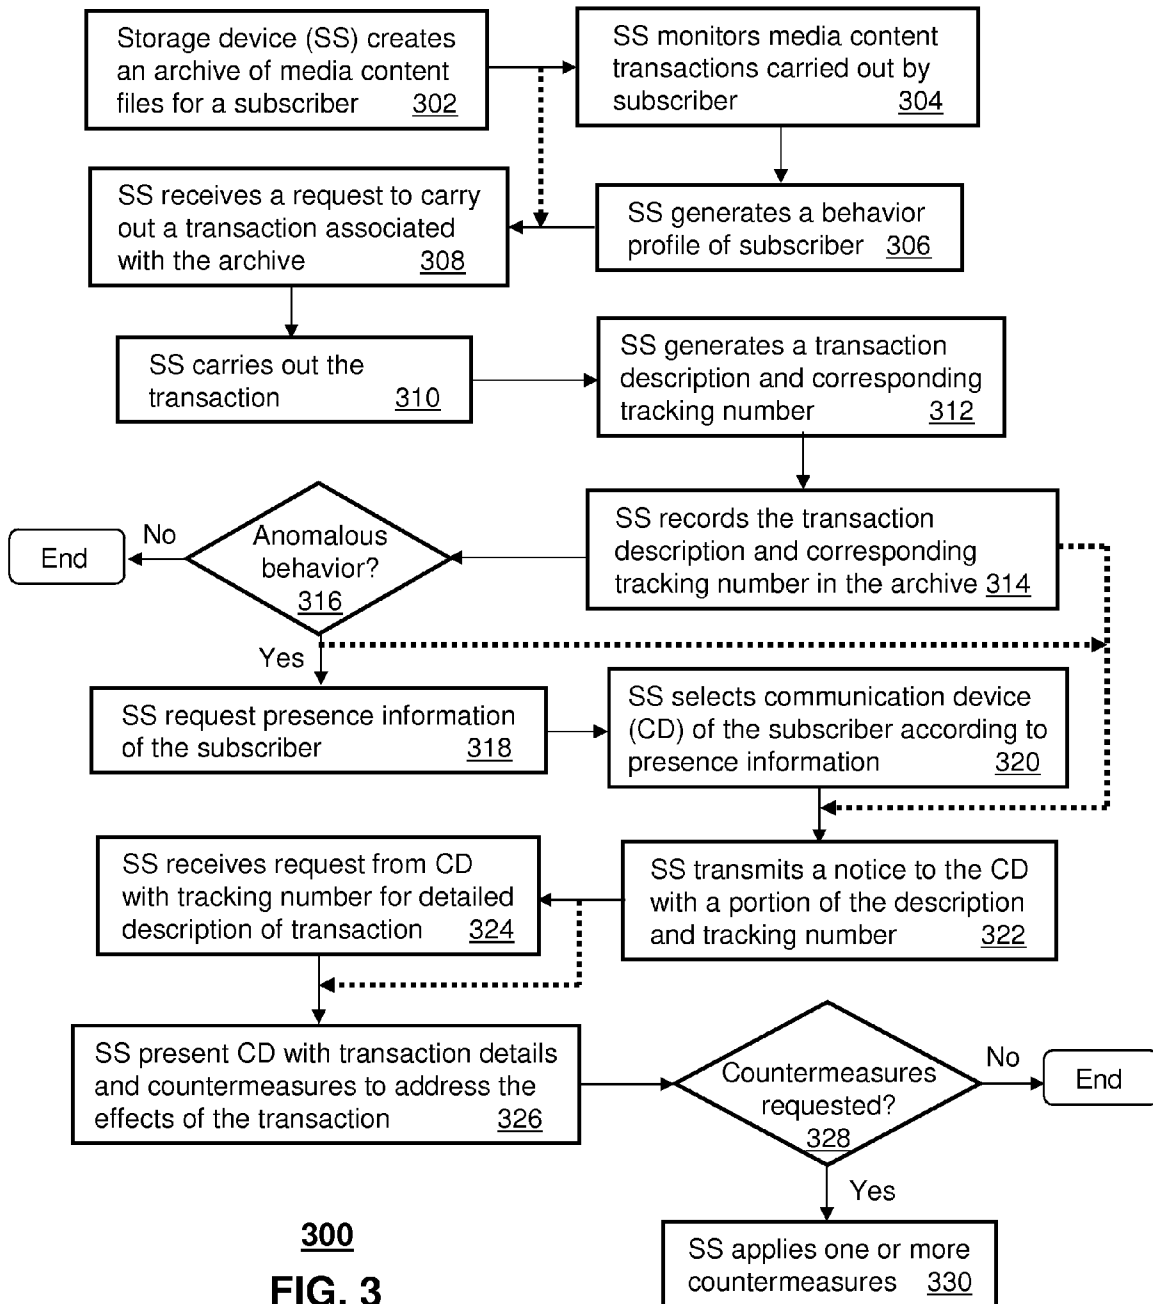 Storage device (SS) creates
an archive of media content
files for a subscriber 302
SS monitors media content
transactions carried out by
subscriber 304
SS receives a request to carry
out a transaction associated
with the archive 308
SS generates a behavior
profile of subscriber 306
SS carries out the
transaction 310
SS generates a transaction
description and corresponding
tracking number 312
End
No
Anomalous
behavior?
316
SS records the transaction
description and corresponding
tracking number in the archive 314
Yes
SS request presence information
of the subscriber 318
SS selects communication device
(CD) of the subscriber according to
presence information 320
SS receives request from CD
with tracking number for detailed
description of transaction 324
SS transmits a notice to the CD
with a portion of the description
and tracking number 322
SS present CD with transaction details
and countermeasures to address the
effects of the transaction 326
Countermeasures
requested?
328
No
End
Yes
SS applies one or more
countermeasures 330
300
FIG. 3